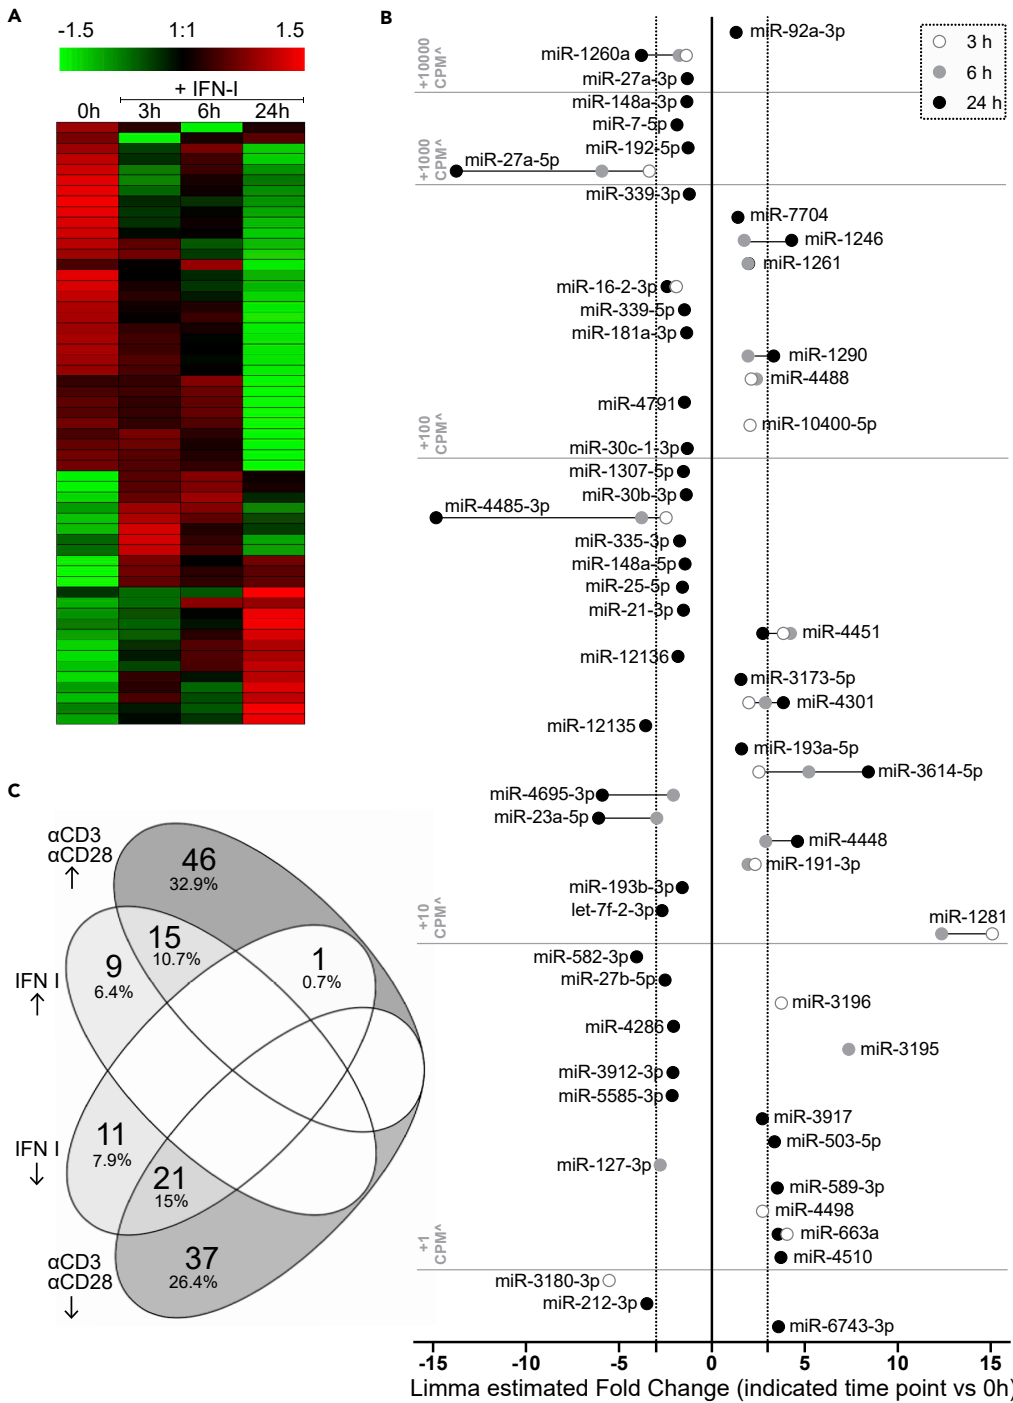 A
-1.5 1:1 1.5
+ IFN-I
0h 3h 6h 24h
B
3 h
6 h
24 h
+10000
CPM^
miR-92a-3p
miR-1260a
miR-27a-3p
+1000
CPM^
miR-148a-3p
miR-7-5p
miR-192-5p
miR-27a-5p
+100
CPM^
miR-339-3p
miR-7704
miR-1246
miR-1261
miR-16-2-3p
miR-339-5p
miR-181a-3p
miR-1290
miR-4488
miR-4791
miR-10400-5p
miR-30c-1-3p
+10
CPM^
miR-1307-5p
miR-30b-3p
miR-4485-3p
miR-335-3p
miR-148a-5p
miR-25-5p
miR-21-3p
miR-4451
miR-12136
miR-3173-5p
miR-4301
miR-12135
miR-193a-5p
miR-3614-5p
miR-4695-3p
miR-23a-5p
miR-4448
miR-191-3p
miR-193b-3p
let-7f-2-3p
miR-1281
+1
CPM^
miR-582-3p
miR-27b-5p
miR-3196
miR-4286
miR-3195
miR-3912-3p
miR-5585-3p
miR-3917
miR-503-5p
miR-127-3p
miR-589-3p
miR-4498
miR-663a
miR-4510
miR-3180-3p
miR-212-3p
miR-6743-3p
-15 -10 -5 0 5 10 15
Limma estimated Fold Change (indicated time point vs 0h)
C
αCD3
αCD28
↑
46
32.9%
15
10.7%
1
0.7%
IFN I
↑
9
6.4%
IFN I
↓
11
7.9%
21
15%
αCD3
αCD28
↓
37
26.4%